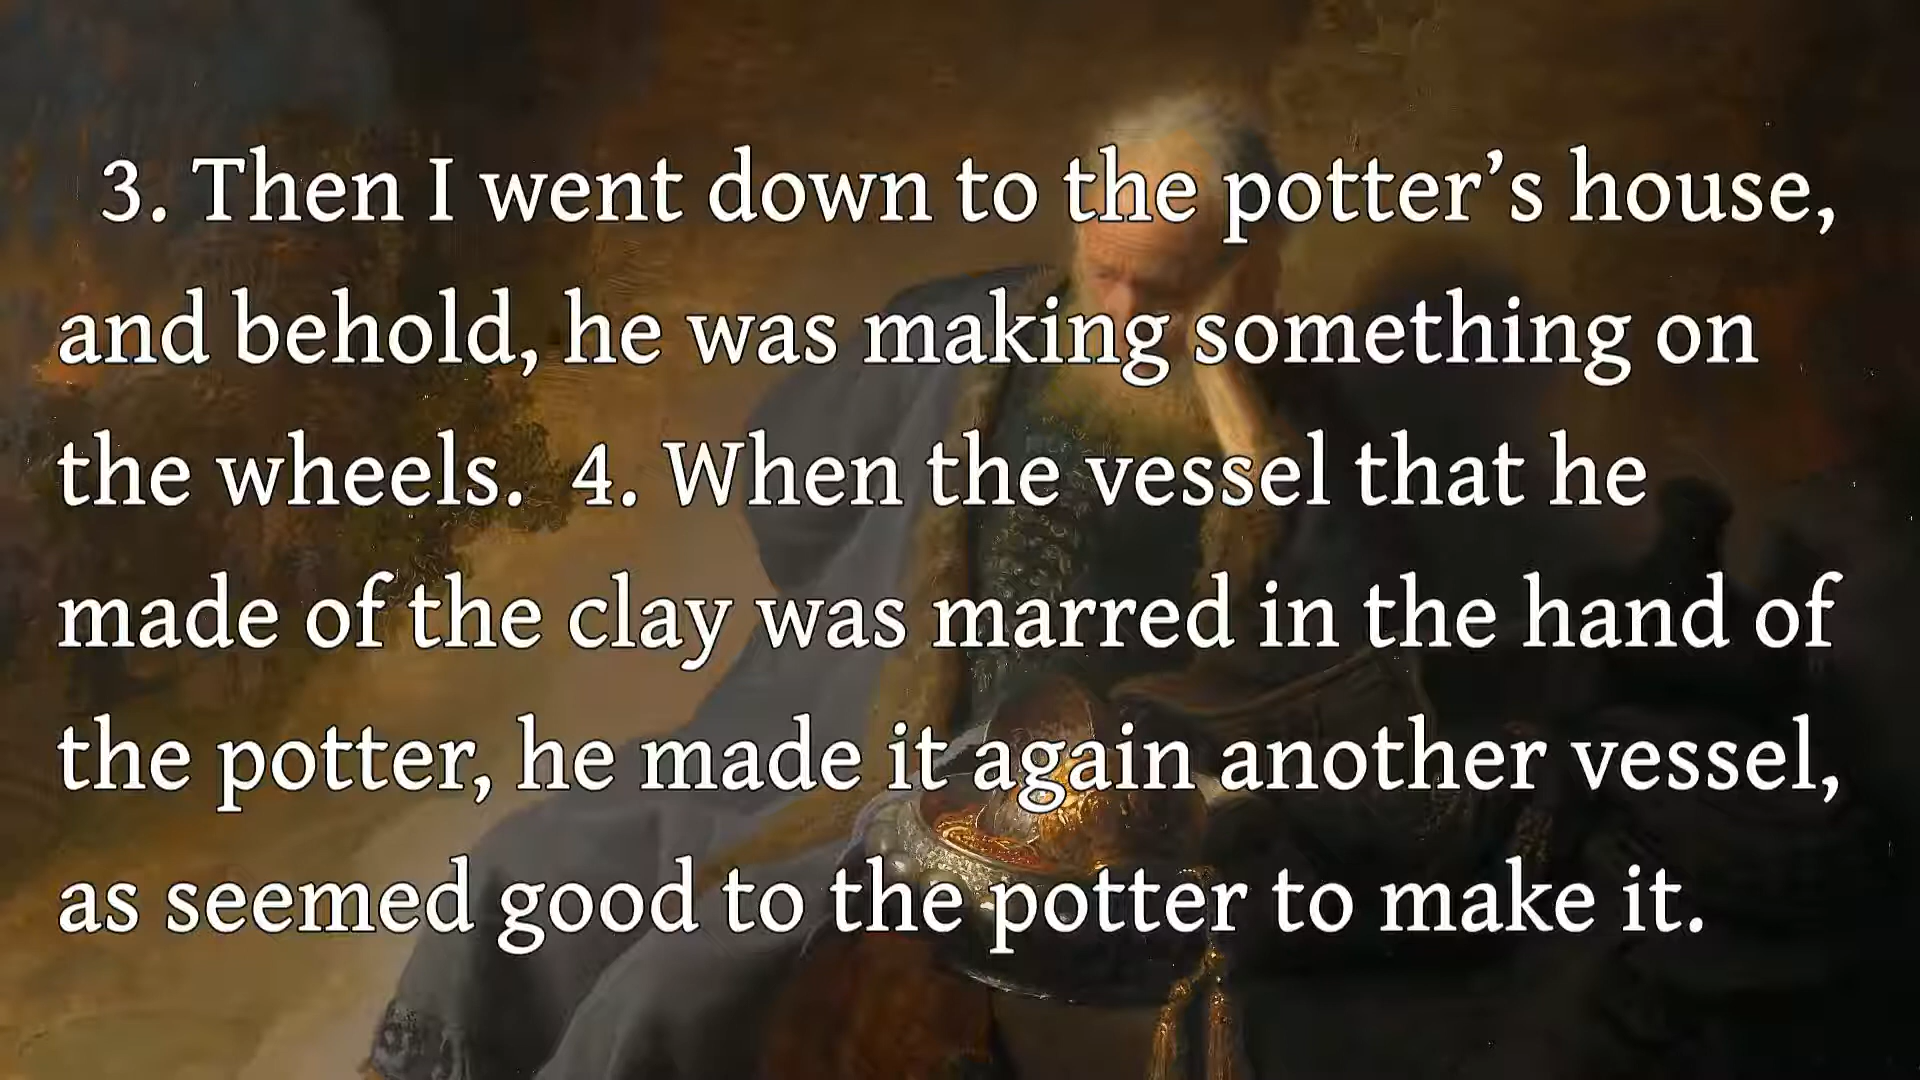 3. Then I went down to the potter’s house,
and behold, he was making something on
the wheels. 4. When the vessel that he
made of the clay was marred in the hand of
the potter, he made it again another vessel,
as seemed good to the potter to make it.